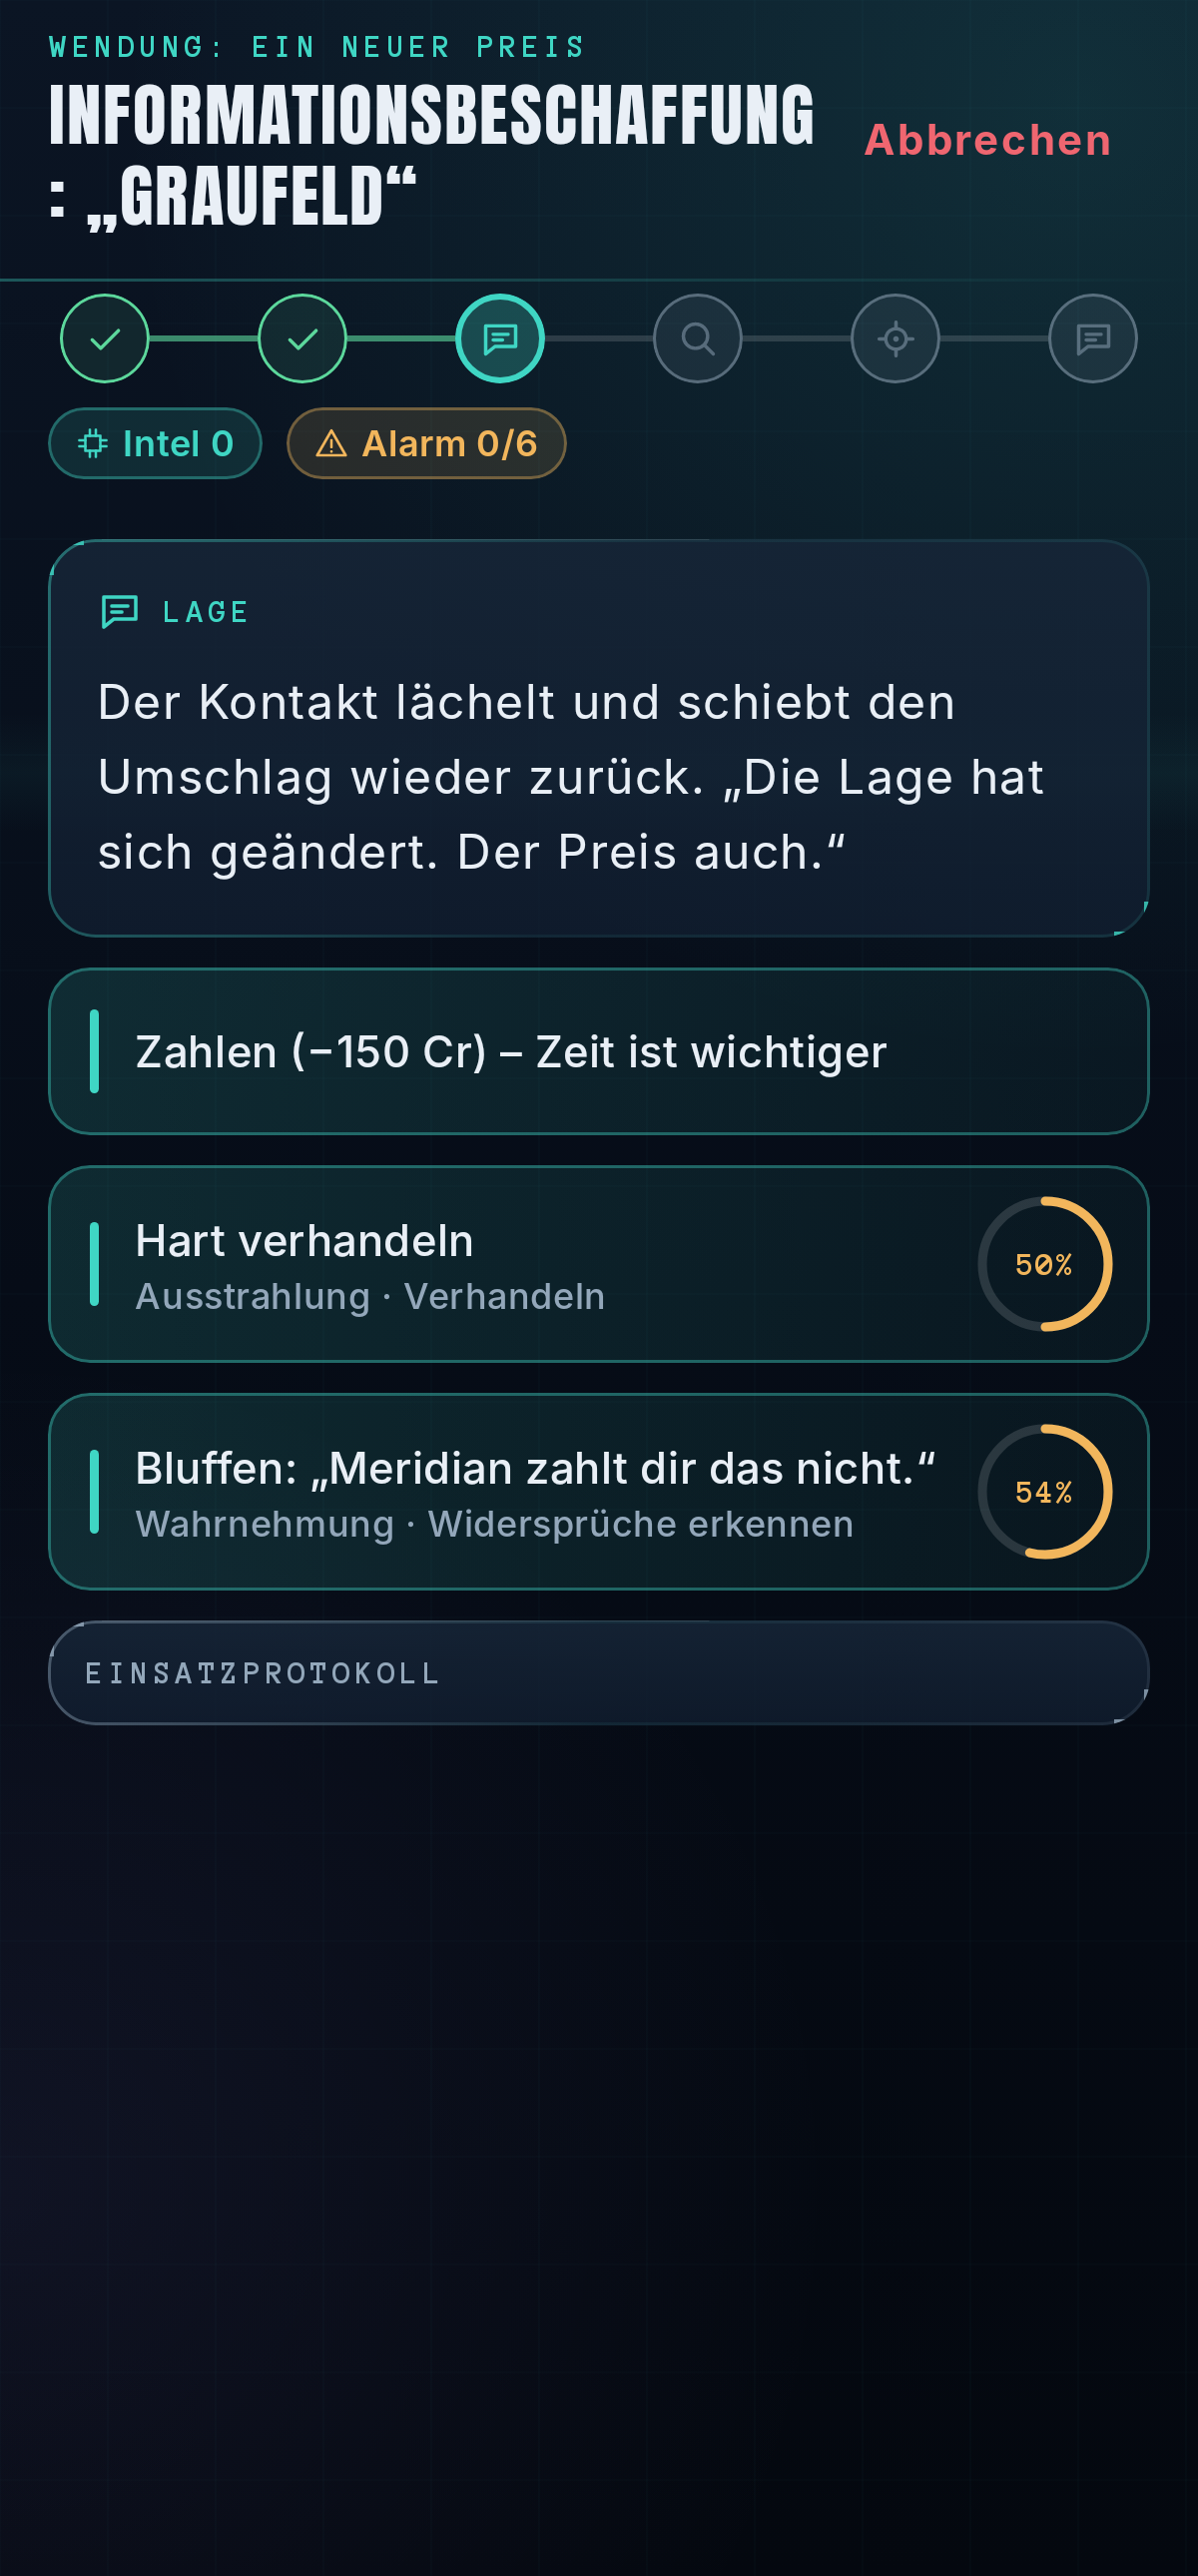 WENDUNG: EIN NEUER PREIS
INFORMATIONSBESCHAFFUNG
: „GRAUFELD“
Abbrechen
Intel 0
Alarm 0/6
LAGE
Der Kontakt lächelt und schiebt den
Umschlag wieder zurück. „Die Lage hat
sich geändert. Der Preis auch.“
Zahlen (−150 Cr) – Zeit ist wichtiger
Hart verhandeln
Ausstrahlung · Verhandeln
50%
Bluffen: „Meridian zahlt dir das nicht.“
Wahrnehmung · Widersprüche erkennen
54%
EINSATZPROTOKOLL